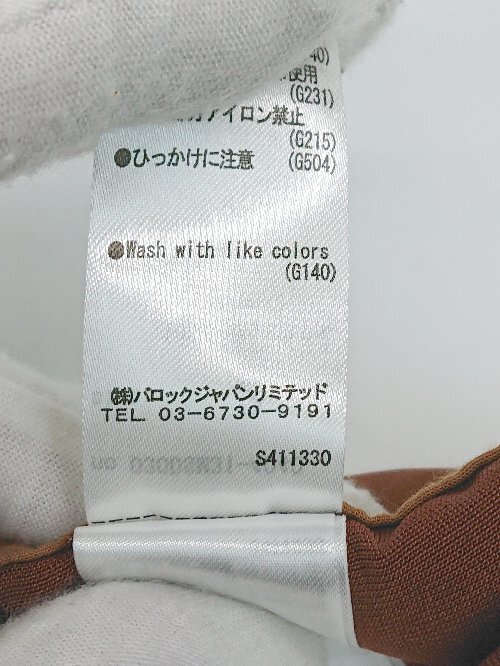 40)
使用
(G231)
アイロン禁止
(G215)
●ひっかけに注意 (G504)
●Wash with like colors
(G140)
㈱バロックジャパンリミテッド
TEL. 03-6730-9191
S411330